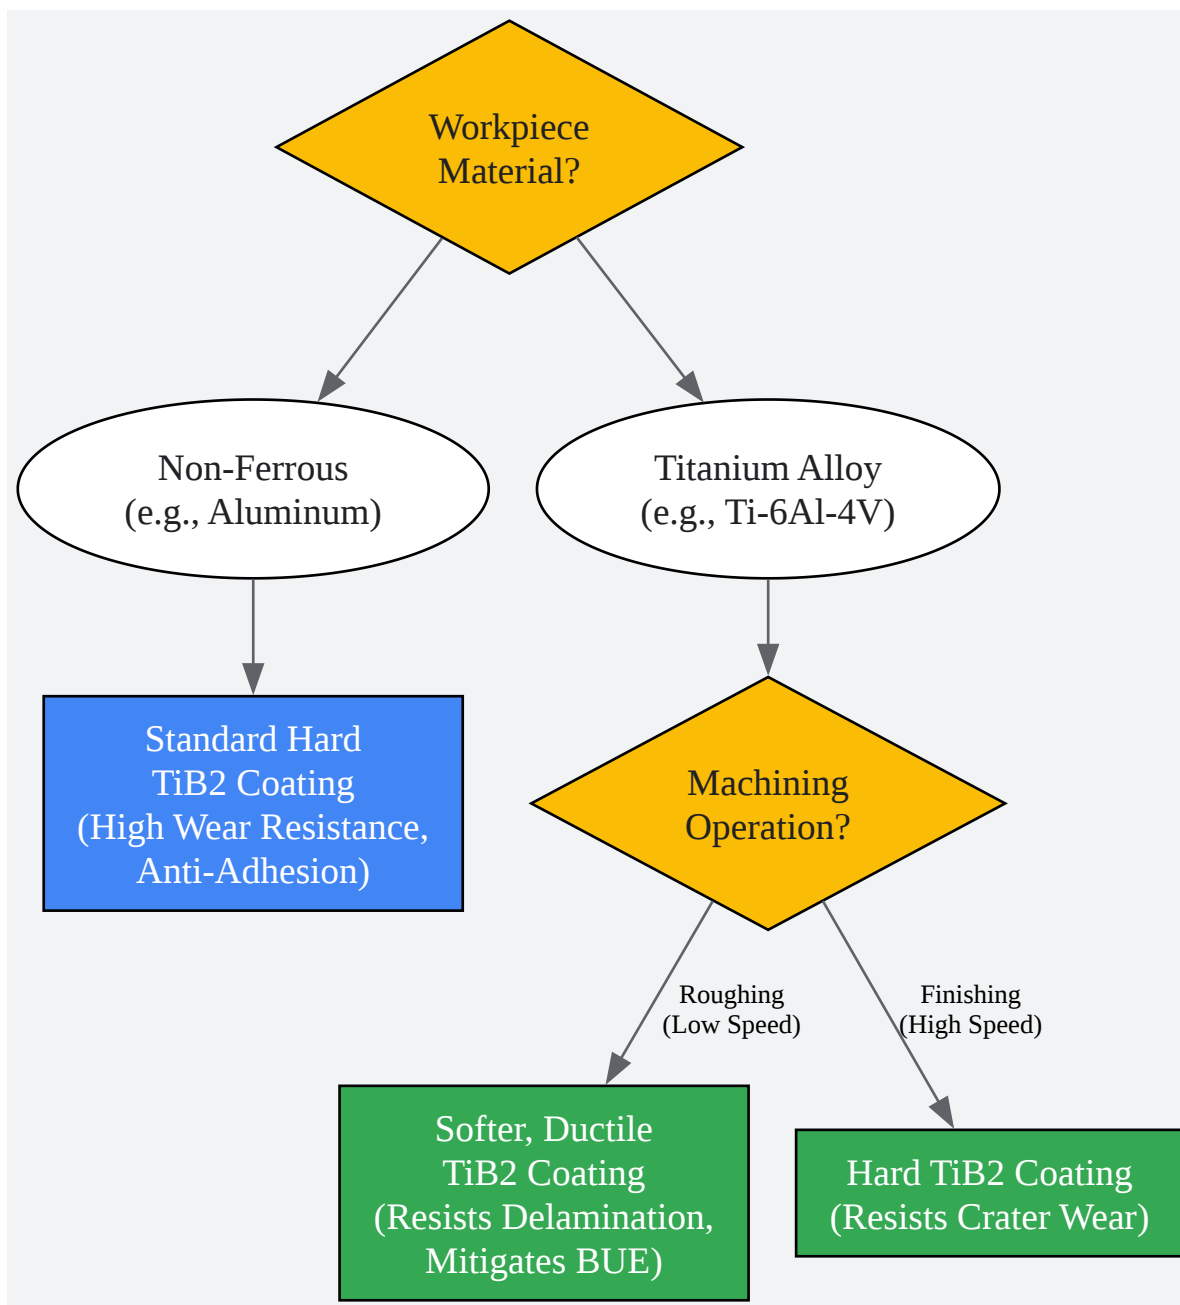 Workpiece
Material?
Non-Ferrous
(e.g., Aluminum)
Titanium Alloy
(e.g., Ti-6Al-4V)
Standard Hard
TiB2 Coating
(High Wear Resistance,
Anti-Adhesion)
Machining
Operation?
Roughing
(Low Speed)
Finishing
(High Speed)
Softer, Ductile
TiB2 Coating
(Resists Delamination,
Mitigates BUE)
Hard TiB2 Coating
(Resists Crater Wear)